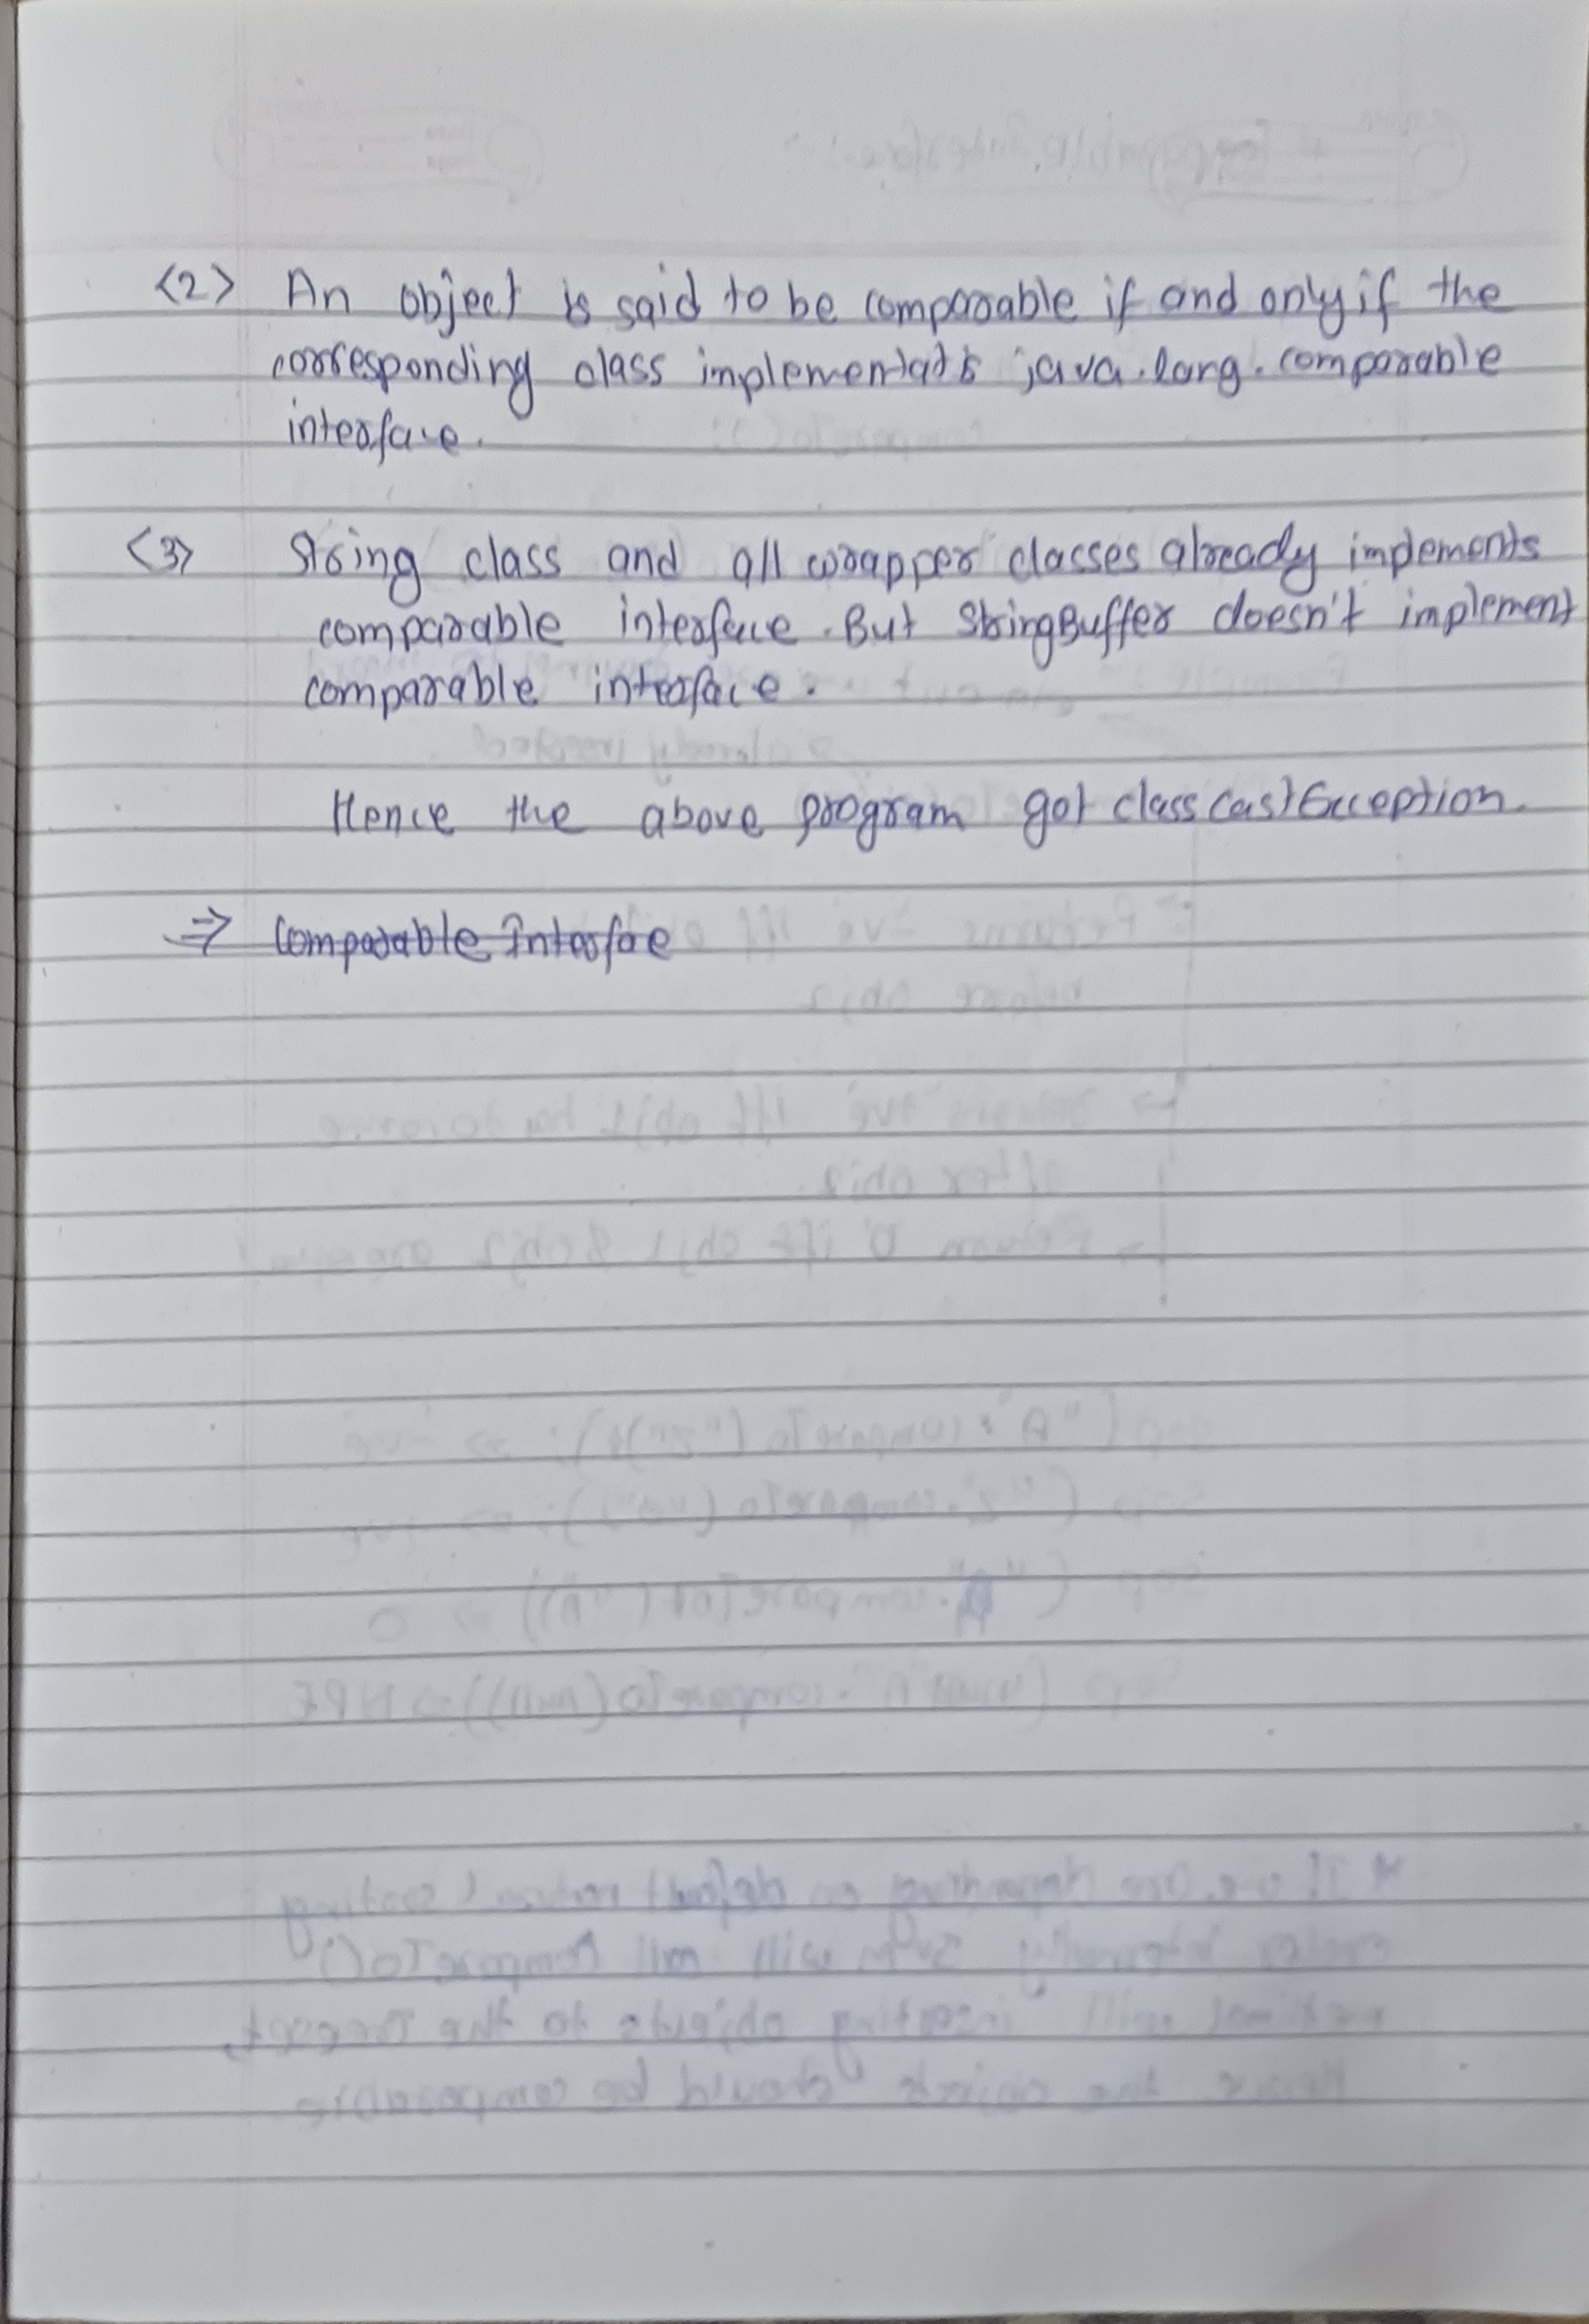 <2> An object is said to be comparable if and only if the
corresponding class implementats java.lang.comparable
interface.
<3> String class and all wrapper classes already implements
comparable interface. But StringBuffer doesn't implement
comparable interface.
Hence the above program got classCastException.
⇒ Comparable Interfae